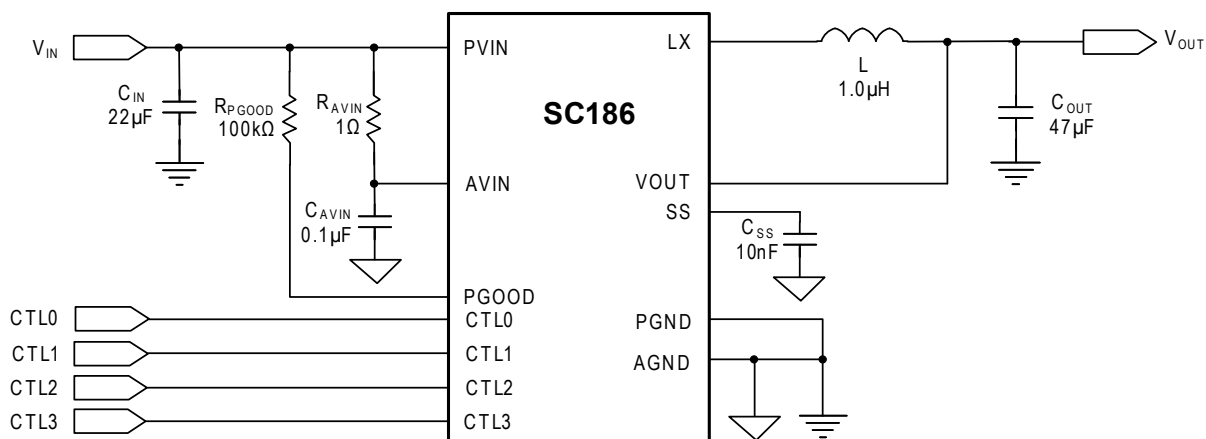 V_IN
C_IN
22µF
R_PGOOD
100kΩ
R_AVIN
1Ω
C_AVIN
0.1µF
PVIN
AVIN
PGOOD
CTL0
CTL0
CTL1
CTL1
CTL2
CTL2
CTL3
CTL3
SC186
LX
VOUT
SS
PGND
AGND
L
1.0µH
V_OUT
C_OUT
47µF
C_SS
10nF